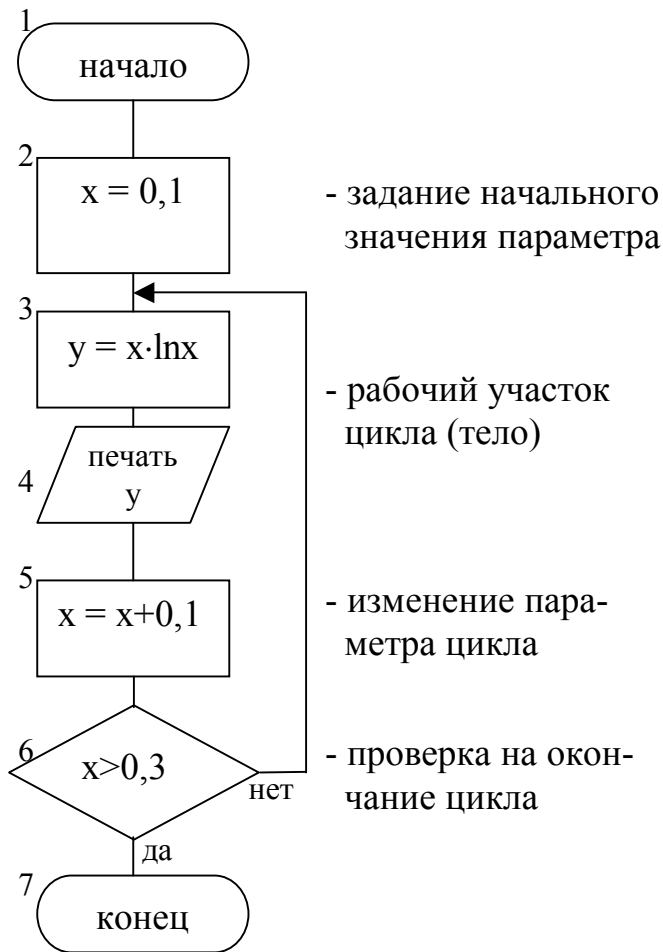 1
начало
2
x = 0,1
- задание начального
значения параметра
3
y = x·lnx
- рабочий участок
цикла (тело)
4
печать
y
5
x = x+0,1
- изменение пара-
метра цикла
6
x>0,3
нет
- проверка на окон-
чание цикла
да
7
конец